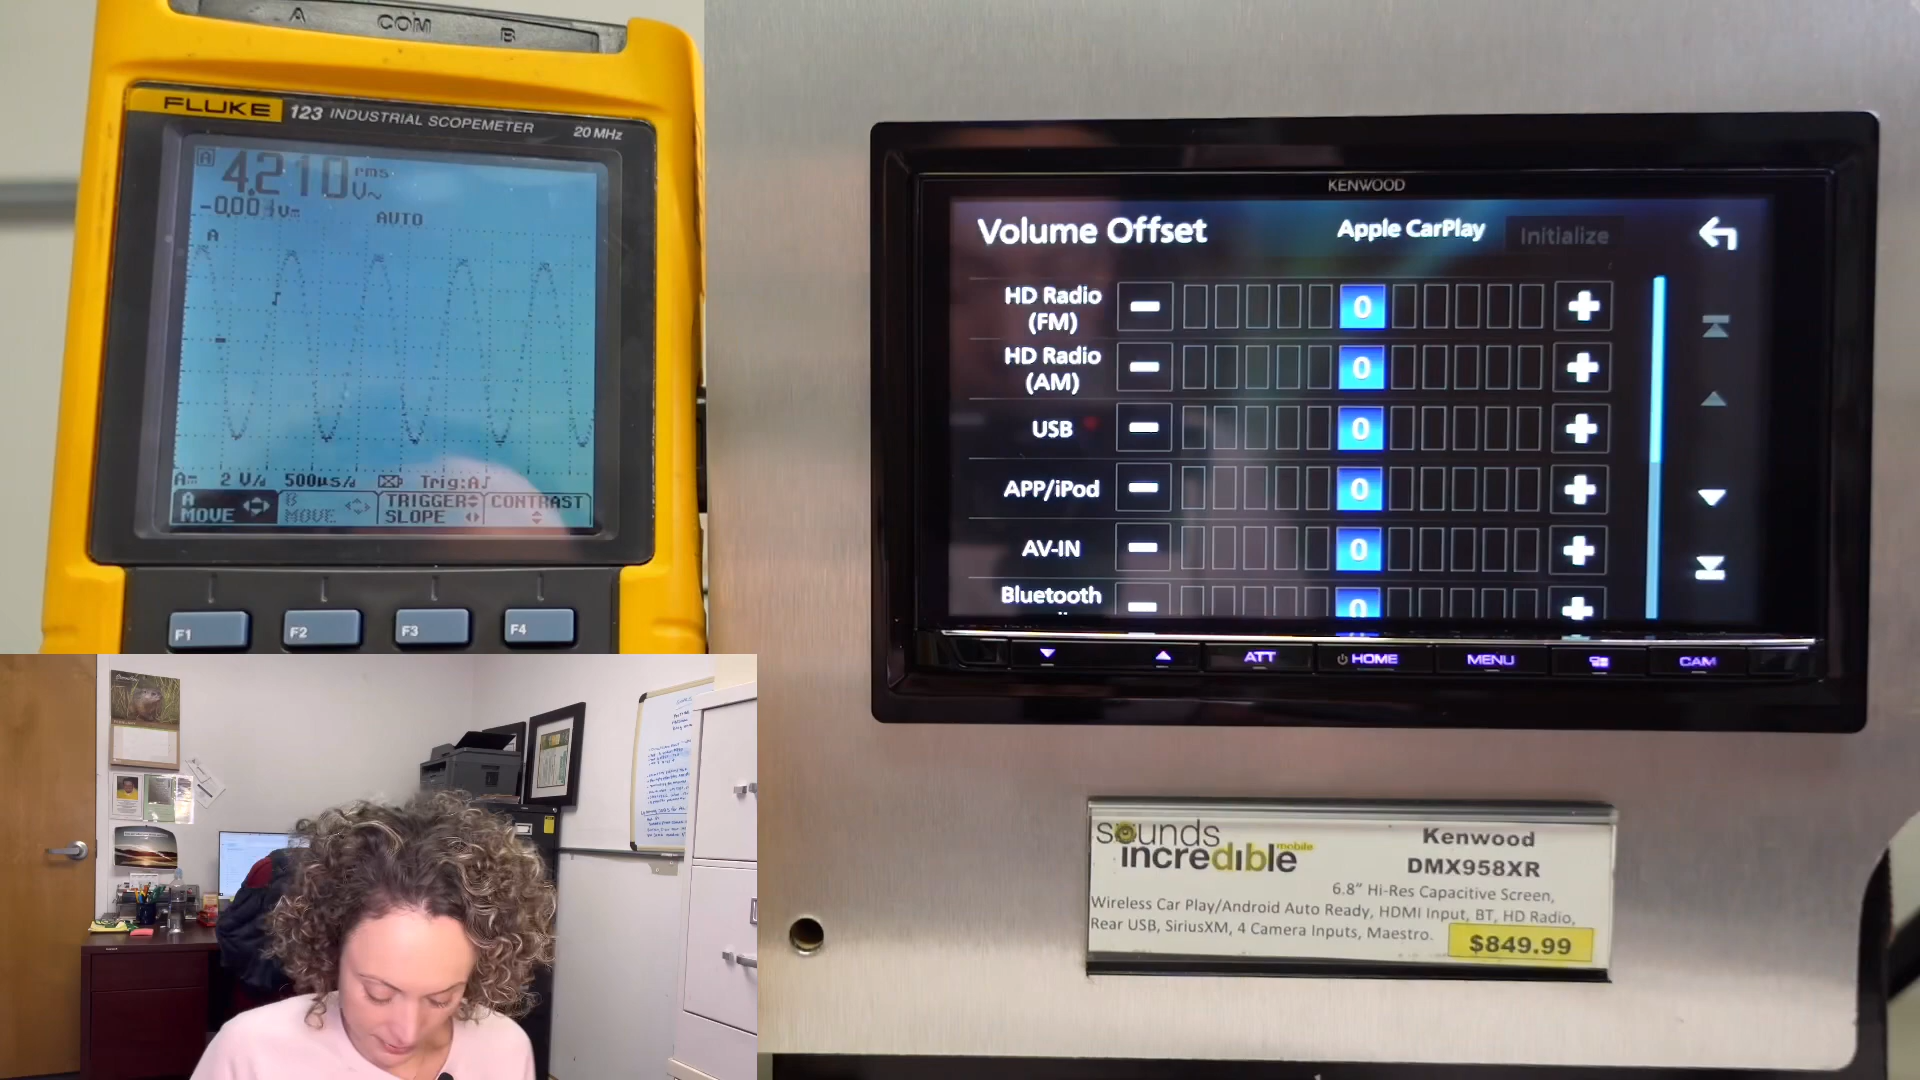 A COM B
FLUKE 123 INDUSTRIAL SCOPEMETER
20 MHz
A 4.210 rms
V~
AUTO
A
A 2 V/d 500µs/d Trig:A
A
MOVE
B
MOVE
TRIGGER
SLOPE
CONTRAST
F1 F2 F3 F4
KENWOOD
Volume Offset Apple CarPlay Initialize
HD Radio
(FM)
0
HD Radio
(AM)
0
USB 0
APP/iPod 0
AV-IN 0
Bluetooth 0
ATT HOME MENU CAM
sounds
incredible mobile
Kenwood
DMX958XR
6.8” Hi-Res Capacitive Screen,
Wireless Car Play/Android Auto Ready, HDMI Input, BT, HD Radio,
Rear USB, SiriusXM, 4 Camera Inputs, Maestro.
$849.99